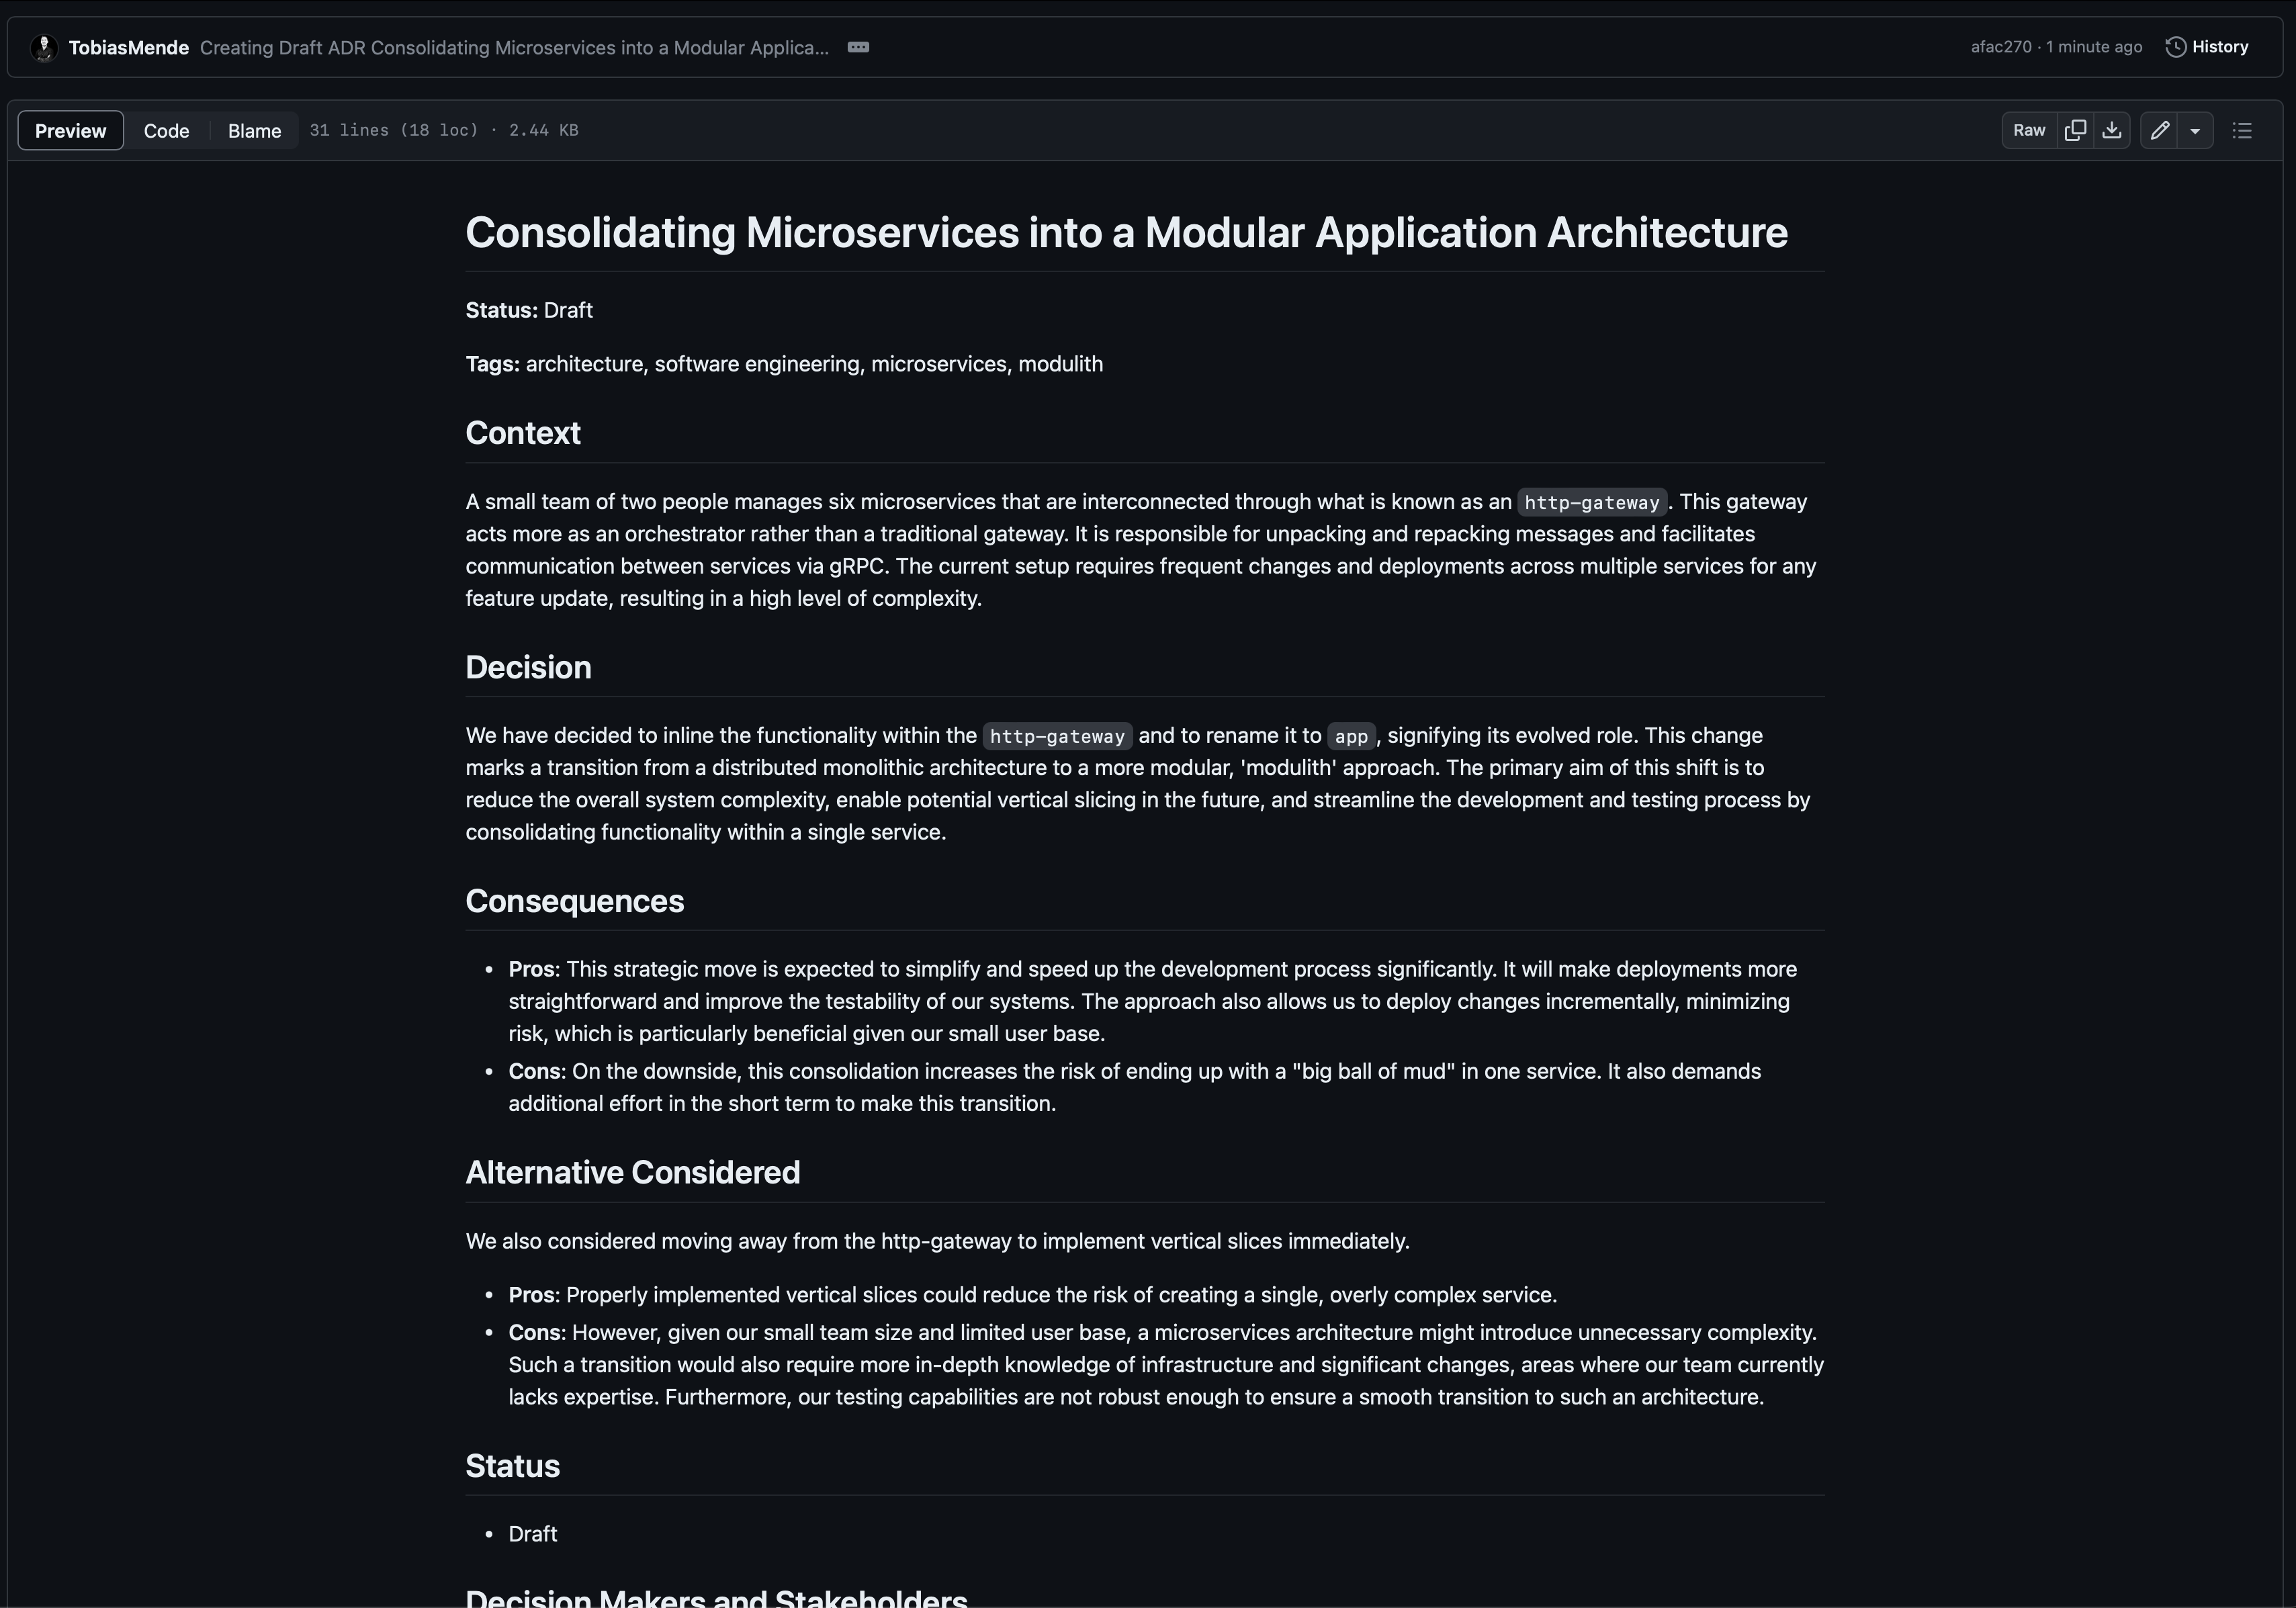 TobiasMende Creating Draft ADR Consolidating Microservices into a Modular Applica...
afac270 · 1 minute ago History
Preview Code Blame 31 lines (18 loc) · 2.44 KB
Raw
Consolidating Microservices into a Modular Application Architecture
Status: Draft
Tags: architecture, software engineering, microservices, modulith
Context
A small team of two people manages six microservices that are interconnected through what is known as an http-gateway. This gateway
acts more as an orchestrator rather than a traditional gateway. It is responsible for unpacking and repacking messages and facilitates
communication between services via gRPC. The current setup requires frequent changes and deployments across multiple services for any
feature update, resulting in a high level of complexity.
Decision
We have decided to inline the functionality within the http-gateway and to rename it to app, signifying its evolved role. This change
marks a transition from a distributed monolithic architecture to a more modular, 'modulith' approach. The primary aim of this shift is to
reduce the overall system complexity, enable potential vertical slicing in the future, and streamline the development and testing process by
consolidating functionality within a single service.
Consequences
• Pros: This strategic move is expected to simplify and speed up the development process significantly. It will make deployments more
straightforward and improve the testability of our systems. The approach also allows us to deploy changes incrementally, minimizing
risk, which is particularly beneficial given our small user base.
• Cons: On the downside, this consolidation increases the risk of ending up with a "big ball of mud" in one service. It also demands
additional effort in the short term to make this transition.
Alternative Considered
We also considered moving away from the http-gateway to implement vertical slices immediately.
• Pros: Properly implemented vertical slices could reduce the risk of creating a single, overly complex service.
• Cons: However, given our small team size and limited user base, a microservices architecture might introduce unnecessary complexity.
Such a transition would also require more in-depth knowledge of infrastructure and significant changes, areas where our team currently
lacks expertise. Furthermore, our testing capabilities are not robust enough to ensure a smooth transition to such an architecture.
Status
• Draft
Decision Makers and Stakeholders